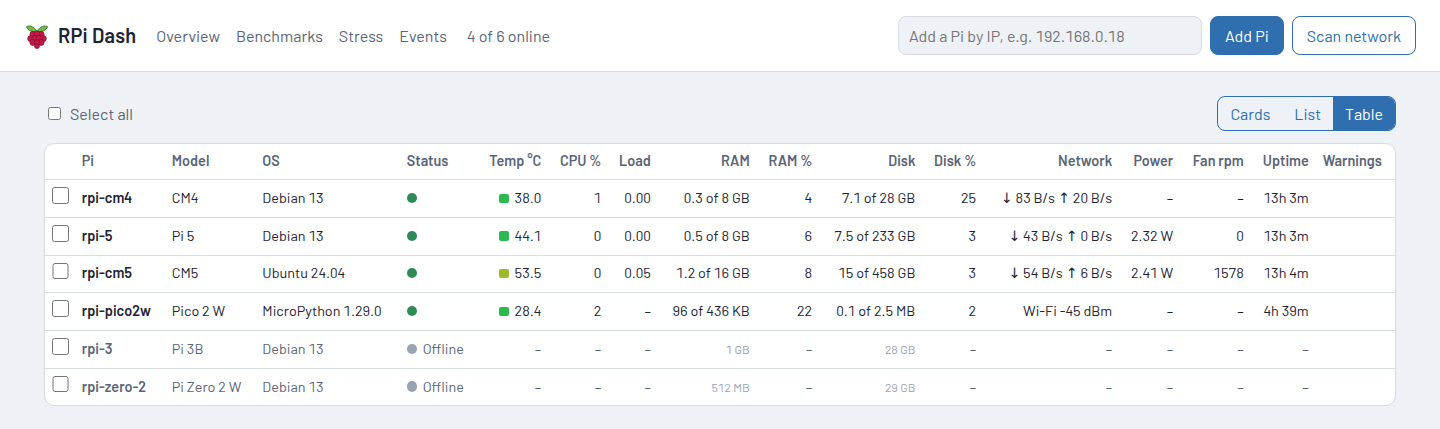 RPi Dash Overview Benchmarks Stress Events 4 of 6 online Add a Pi by IP, e.g. 192.168.0.18 Add Pi Scan network
Select all Cards List Table
Pi Model OS Status Temp °C CPU % Load RAM RAM % Disk Disk % Network Power Fan rpm Uptime Warnings
rpi-cm4 CM4 Debian 13 38.0 1 0.00 0.3 of 8 GB 4 7.1 of 28 GB 25 ↓ 83 B/s ↑ 20 B/s – – 13h 3m
rpi-5 Pi 5 Debian 13 44.1 0 0.00 0.5 of 8 GB 6 7.5 of 233 GB 3 ↓ 43 B/s ↑ 0 B/s 2.32 W 0 13h 3m
rpi-cm5 CM5 Ubuntu 24.04 53.5 0 0.05 1.2 of 16 GB 8 15 of 458 GB 3 ↓ 54 B/s ↑ 6 B/s 2.41 W 1578 13h 4m
rpi-pico2w Pico 2 W MicroPython 1.29.0 28.4 2 – 96 of 436 KB 22 0.1 of 2.5 MB 2 Wi-Fi -45 dBm – – 4h 39m
rpi-3 Pi 3B Debian 13 Offline – – – 1 GB – 28 GB – – – – –
rpi-zero-2 Pi Zero 2 W Debian 13 Offline – – – 512 MB – 29 GB – – – – –